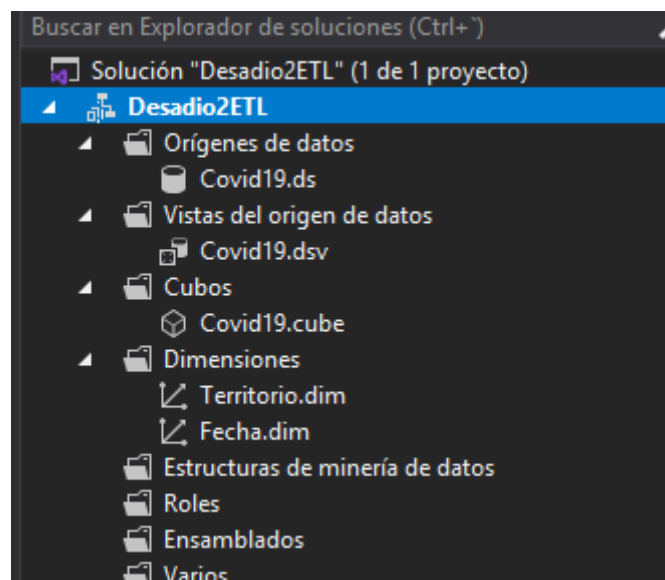 Buscar en Explorador de soluciones (Ctrl+¨)
Solución "Desadio2ETL" (1 de 1 proyecto)
Desadio2ETL
Orígenes de datos
Covid19.ds
Vistas del origen de datos
Covid19.dsv
Cubos
Covid19.cube
Dimensiones
Territorio.dim
Fecha.dim
Estructuras de minería de datos
Roles
Ensamblados
Varios